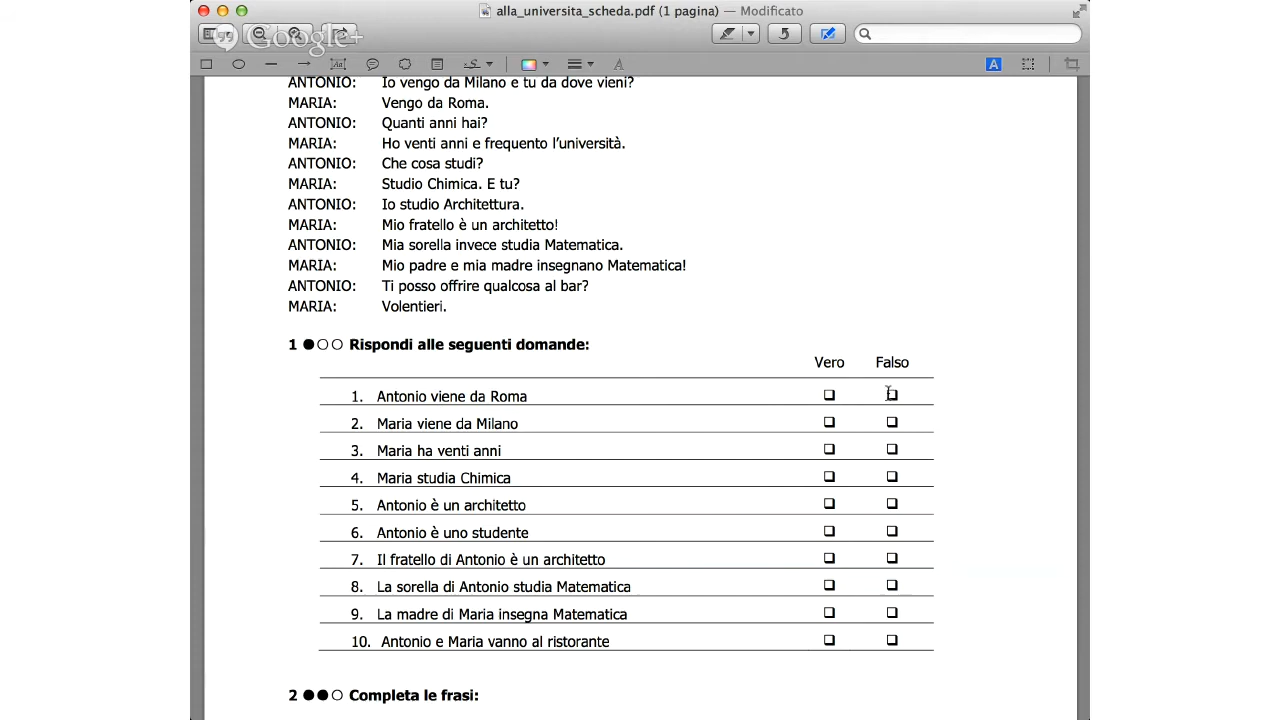 alla_universita_scheda.pdf (1 pagina) — Modificato
Google+
ANTONIO: Io vengo da Milano e tu da dove vieni?
MARIA: Vengo da Roma.
ANTONIO: Quanti anni hai?
MARIA: Ho venti anni e frequento l'università.
ANTONIO: Che cosa studi?
MARIA: Studio Chimica. E tu?
ANTONIO: Io studio Architettura.
MARIA: Mio fratello è un architetto!
ANTONIO: Mia sorella invece studia Matematica.
MARIA: Mio padre e mia madre insegnano Matematica!
ANTONIO: Ti posso offrire qualcosa al bar?
MARIA: Volentieri.
1 ●○○ Rispondi alle seguenti domande:
Vero Falso
1. Antonio viene da Roma ❑ ❑
2. Maria viene da Milano ❑ ❑
3. Maria ha venti anni ❑ ❑
4. Maria studia Chimica ❑ ❑
5. Antonio è un architetto ❑ ❑
6. Antonio è uno studente ❑ ❑
7. Il fratello di Antonio è un architetto ❑ ❑
8. La sorella di Antonio studia Matematica ❑ ❑
9. La madre di Maria insegna Matematica ❑ ❑
10. Antonio e Maria vanno al ristorante ❑ ❑
2 ●●○ Completa le frasi: